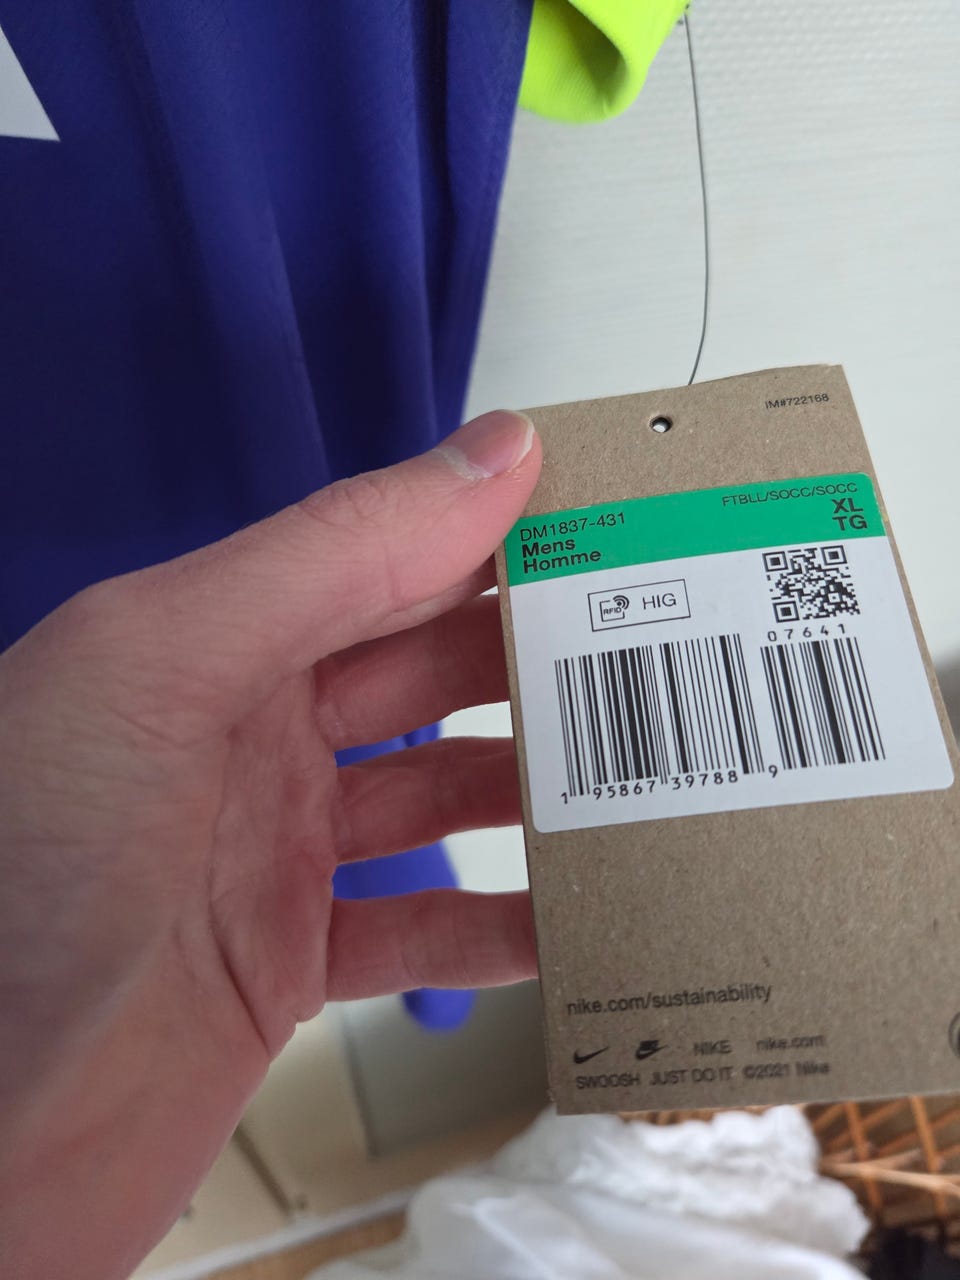 IM#722168
FTBLL/SOCC/SOCC
DM1837-431
XL
Mens
TG
Homme
RFID HIG
07641
1 95867 39788 9
nike.com/sustainability
NIKE nike.com
SWOOSH JUST DO IT ©2021 Nike